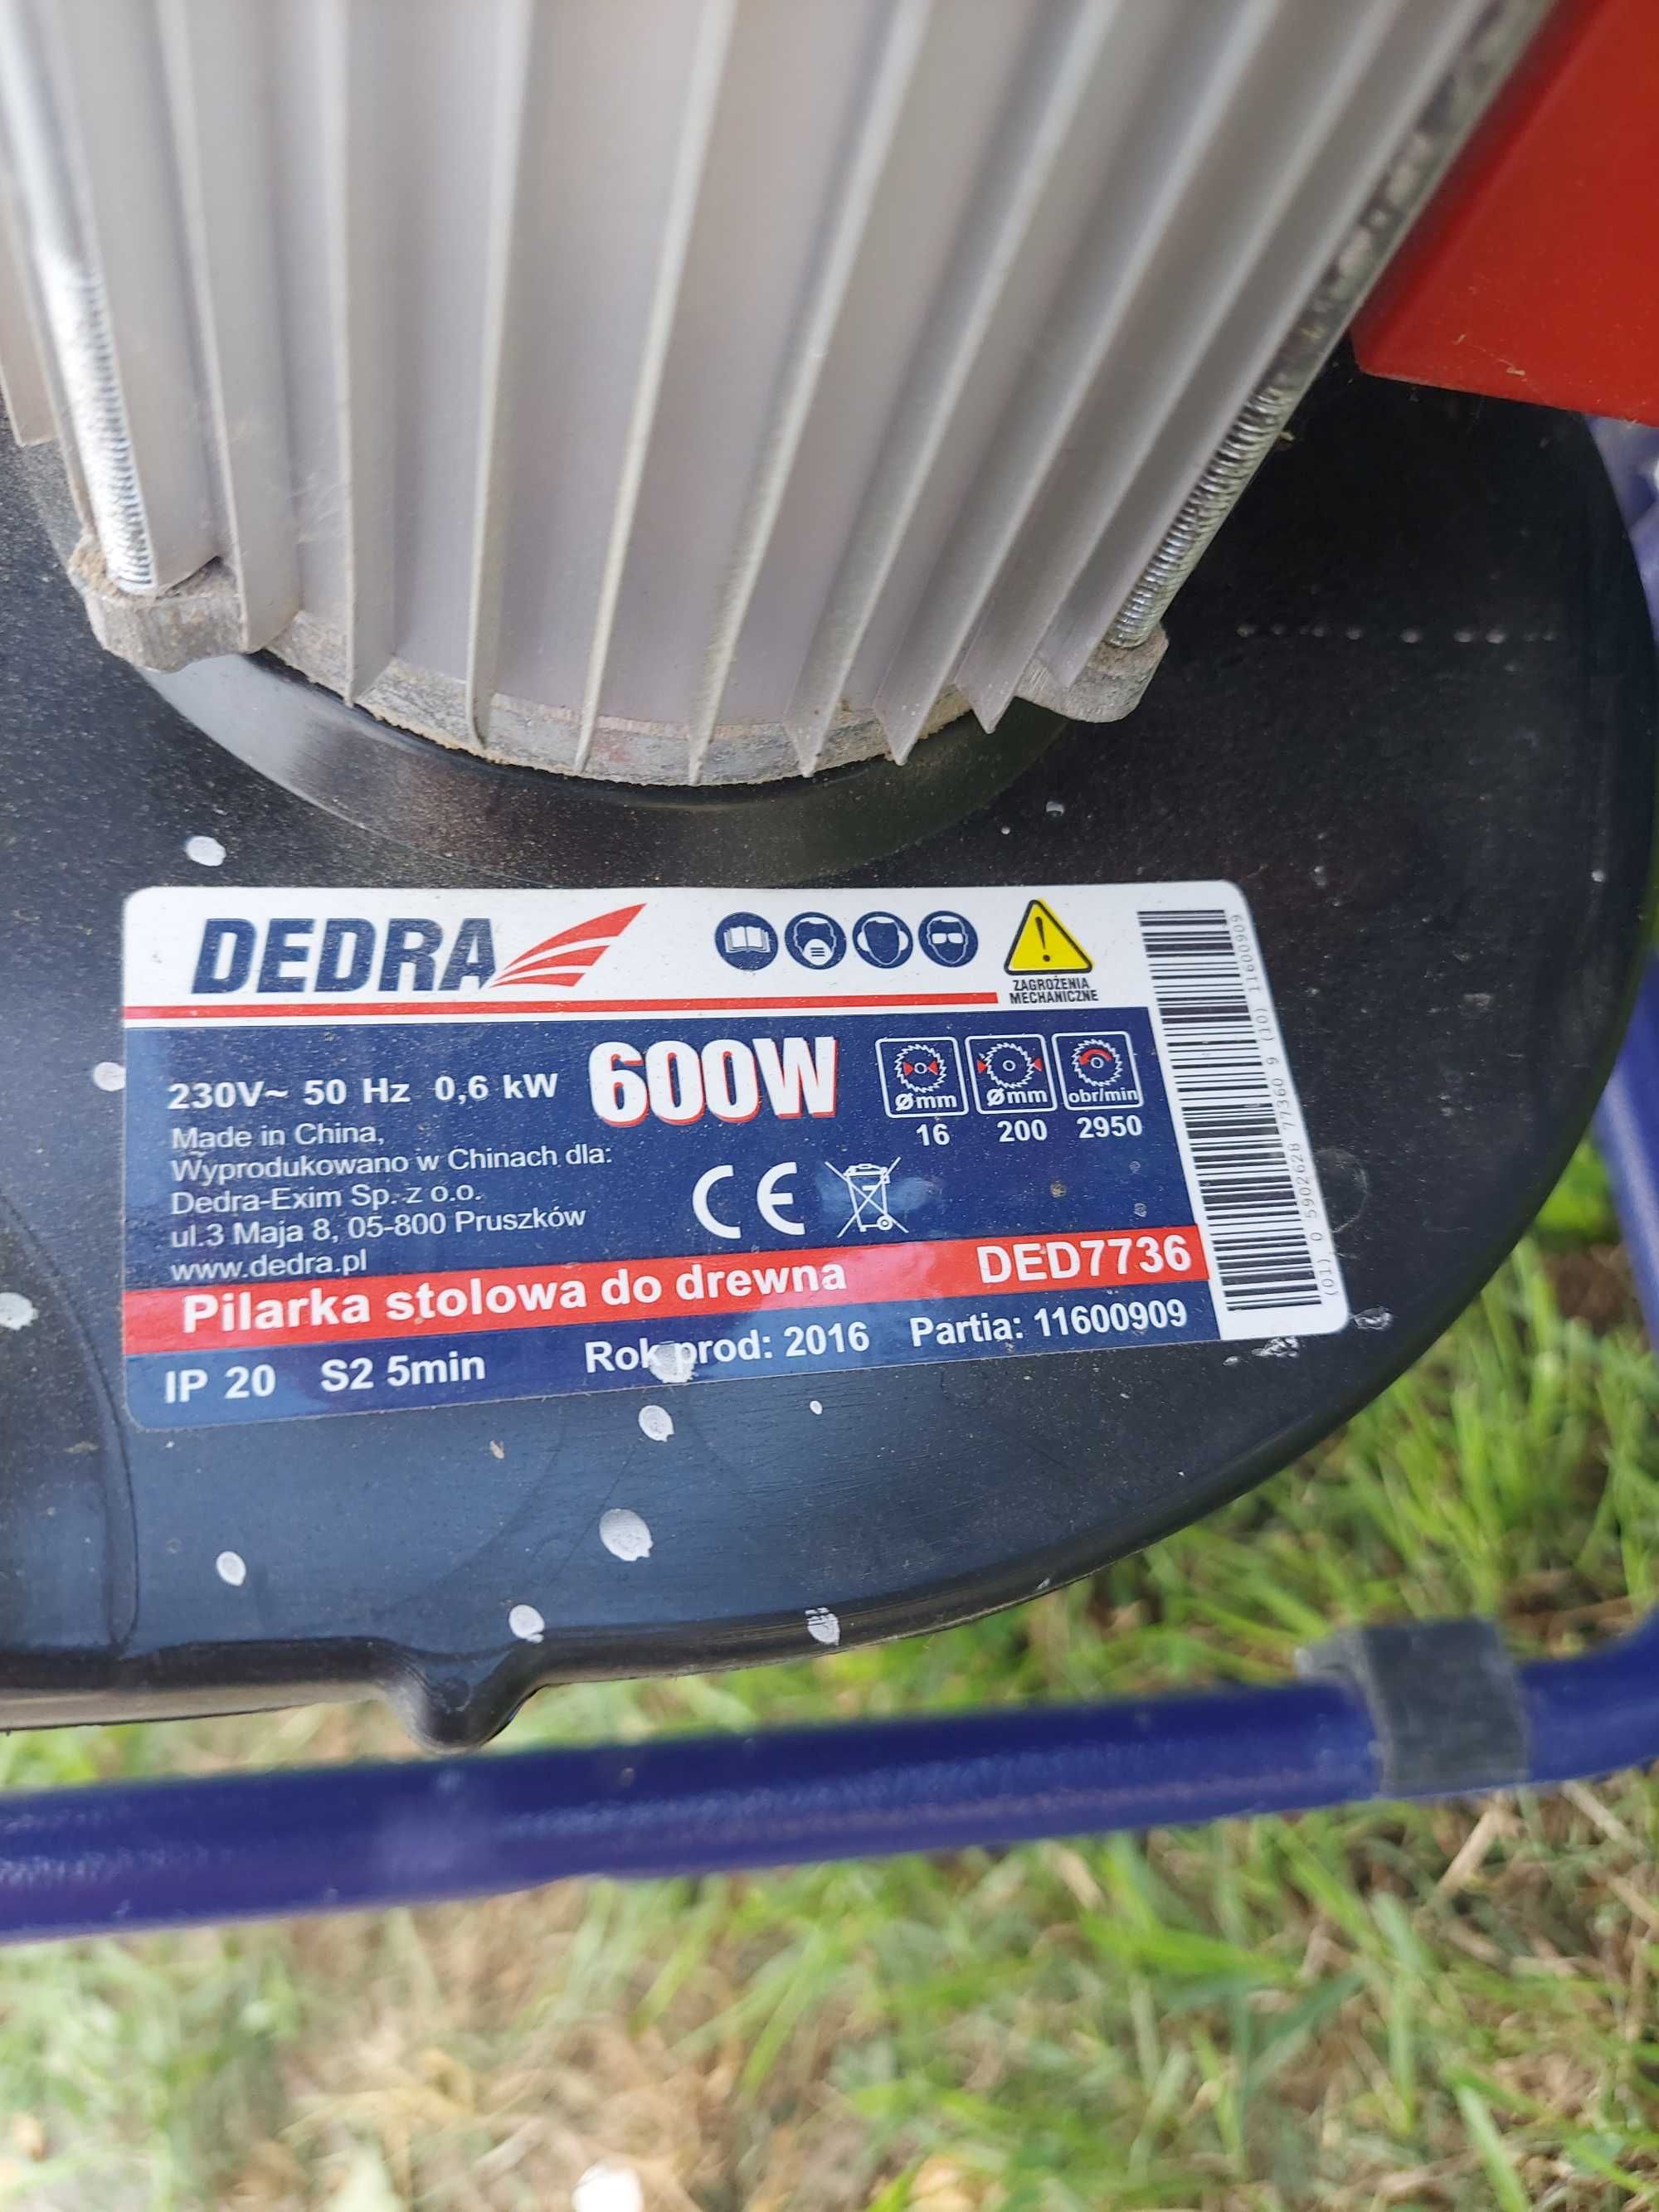 DEDRA
ZAGROŻENIA
MECHANICZNE
230V~ 50 Hz 0,6 kW
600W
Ømm
Ømm
obr/min
16
200
2950
Made in China,
Wyprodukowano w Chinach dla:
Dedra-Exim Sp. z o.o.
ul.3 Maja 8, 05-800 Pruszków
www.dedra.pl
CE
Pilarka stolowa do drewna DED7736
IP 20 S2 5min Rok prod: 2016 Partia: 11600909
(01) 0 5902628 77360 9 (10) 11600909